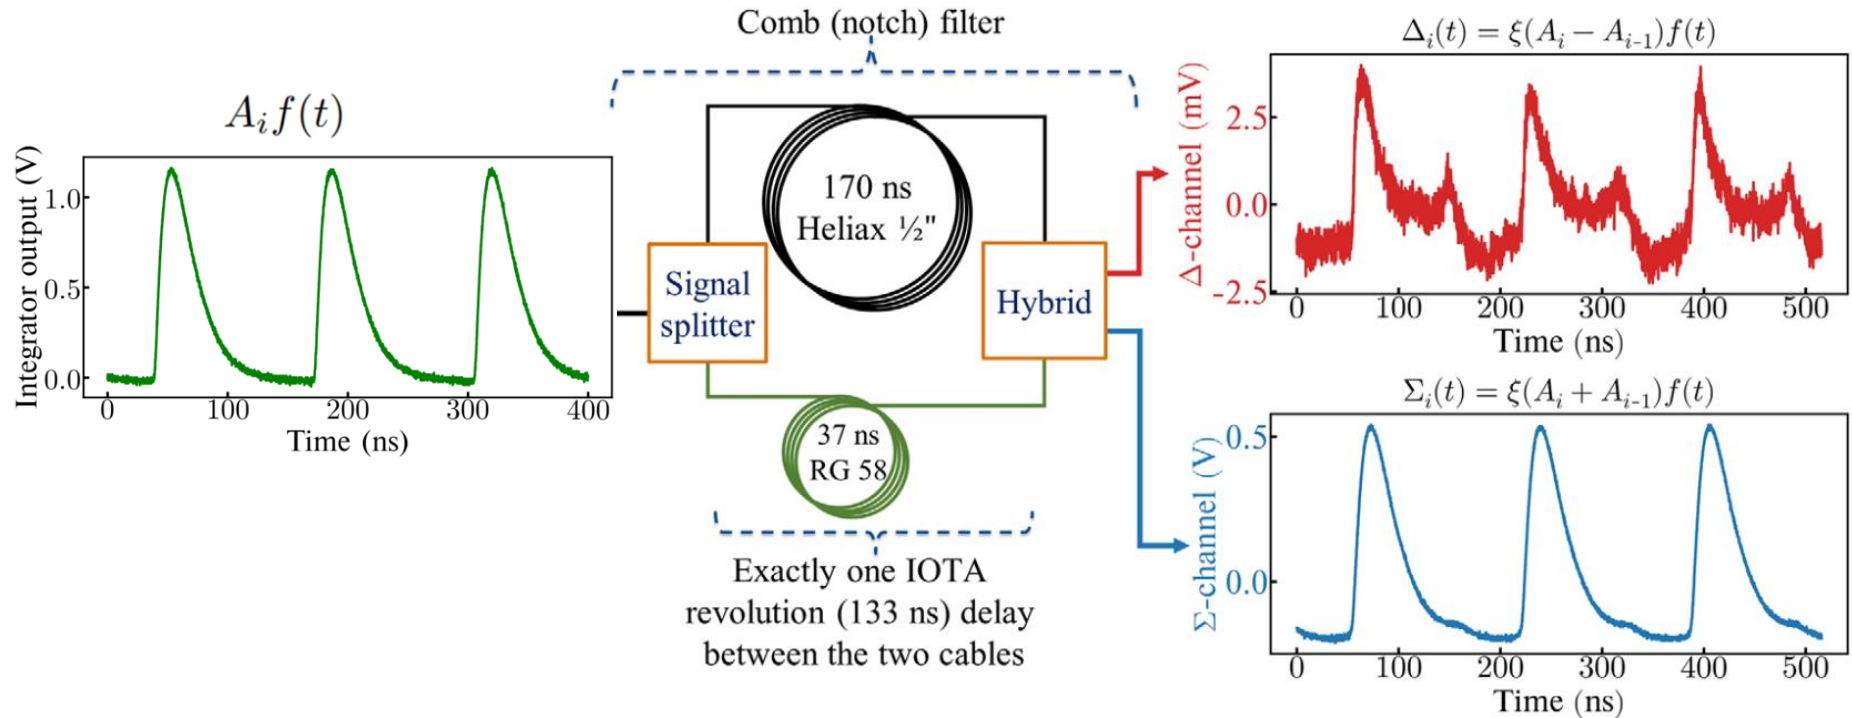 Comb (notch) filter
A_i f(t)
Integrator output (V)
1.0
0.5
0.0
0 100 200 300 400
Time (ns)
170 ns
Heliax ½"
Signal
splitter
Hybrid
37 ns
RG 58
Exactly one IOTA
revolution (133 ns) delay
between the two cables
Δ_i(t) = ξ(A_i − A_{i-1})f(t)
Δ-channel (mV)
2.5
0.0
-2.5
0 100 200 300 400 500
Time (ns)
Σ_i(t) = ξ(A_i + A_{i-1})f(t)
Σ-channel (V)
0.5
0.0
0 100 200 300 400 500
Time (ns)